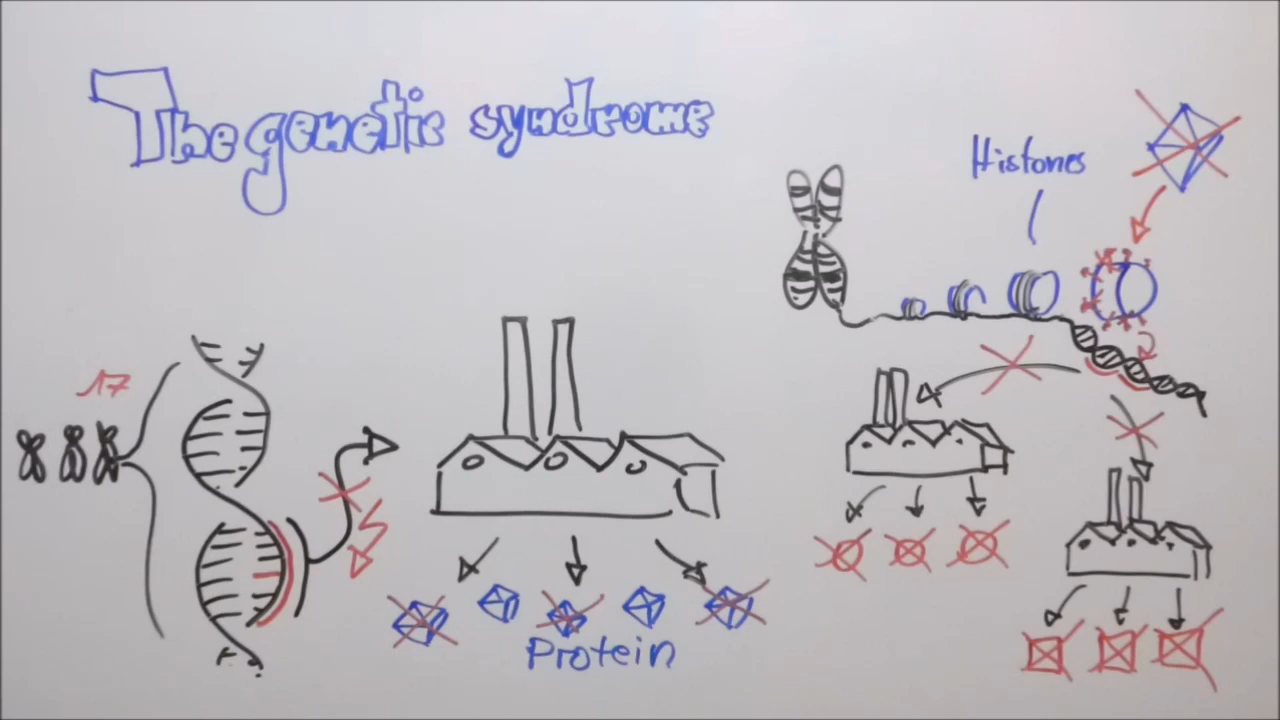 The genetic syndrome
Histones
17
Protein